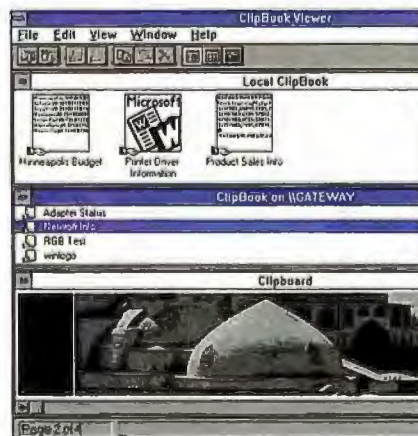 ClipBook Viewer
File Edit View Window Help
Local ClipBook
Microsoft
W
Minneapolis Budget
Printer Driver Information
Product Sales Info
ClipBook on \\GATEWAY
Adapter Status
Network Info
RGB Test
winlogo
Clipboard
Page 2 of 4